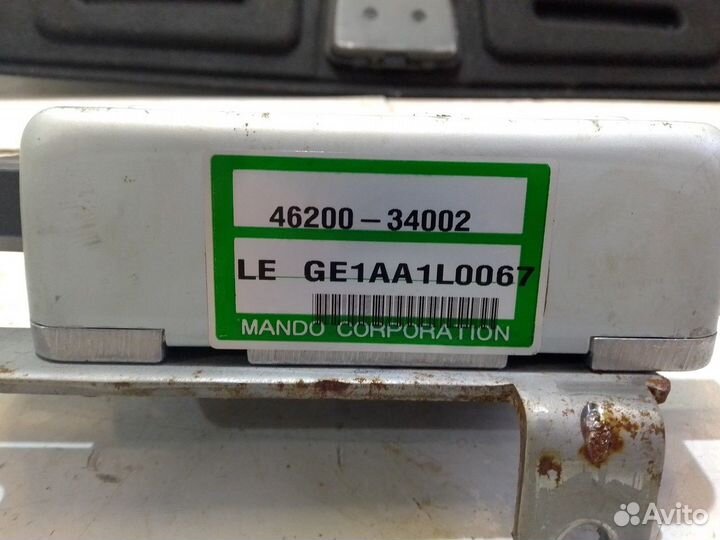 46200-34002
LE GE1AA1L0067
MANDO CORPORATION
Avito